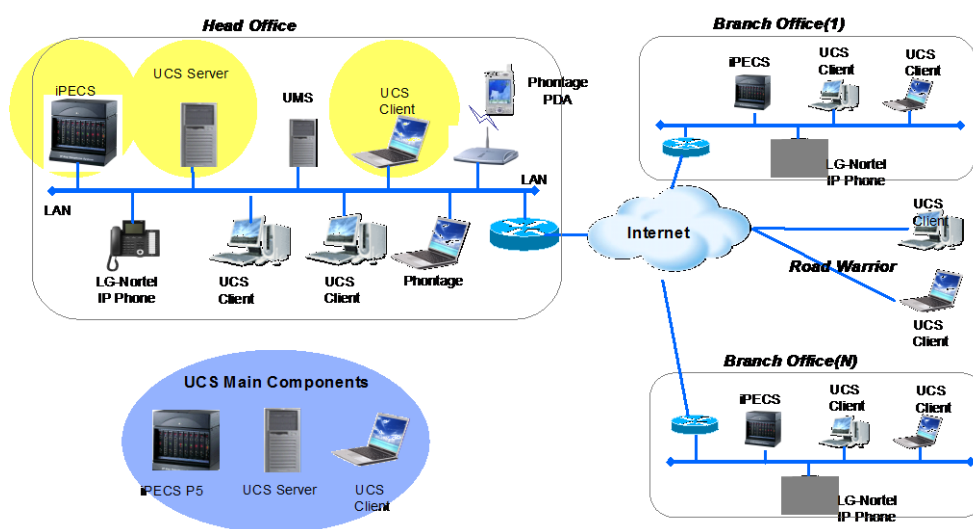 Head Office
iPECS
UCS Server
UMS
UCS
Client
Phontage
PDA
LAN
LAN
LG-Nortel
IP Phone
UCS
Client
UCS
Client
Phontage
Internet
Branch Office(1)
iPECS
UCS
Client
UCS
Client
LG-Nortel
IP Phone
UCS
Client
Road Warrior
UCS
Client
Branch Office(N)
iPECS
UCS
Client
UCS
Client
LG-Nortel
IP Phone
UCS Main Components
iPECS P5
UCS Server
UCS
Client